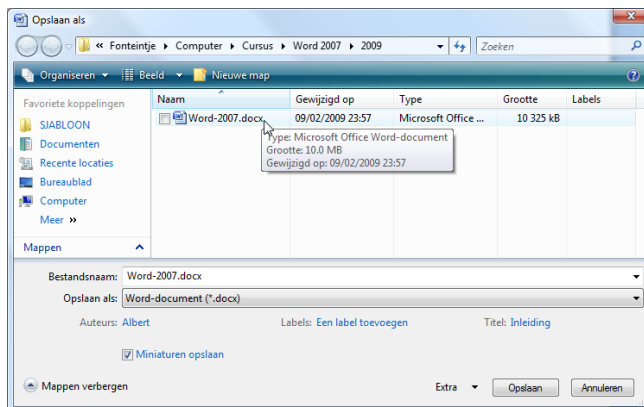 Opslaan als
« Fonteintje ▸ Computer ▸ Cursus ▸ Word 2007 ▸ 2009
Zoeken
Organiseren Beeld Nieuwe map
Favoriete koppelingen
SJABLOON
Documenten
Recente locaties
Bureaublad
Computer
Meer »
Mappen
Naam Gewijzigd op Type Grootte Labels
Word-2007.docx 09/02/2009 23:57 Microsoft Office ... 10 325 kB
Type: Microsoft Office Word-document
Grootte: 10.0 MB
Gewijzigd op: 09/02/2009 23:57
Bestandsnaam: Word-2007.docx
Opslaan als: Word-document (*.docx)
Auteurs: Albert Labels: Een label toevoegen Titel: Inleiding
Miniaturen opslaan
Mappen verbergen Extra Opslaan Annuleren